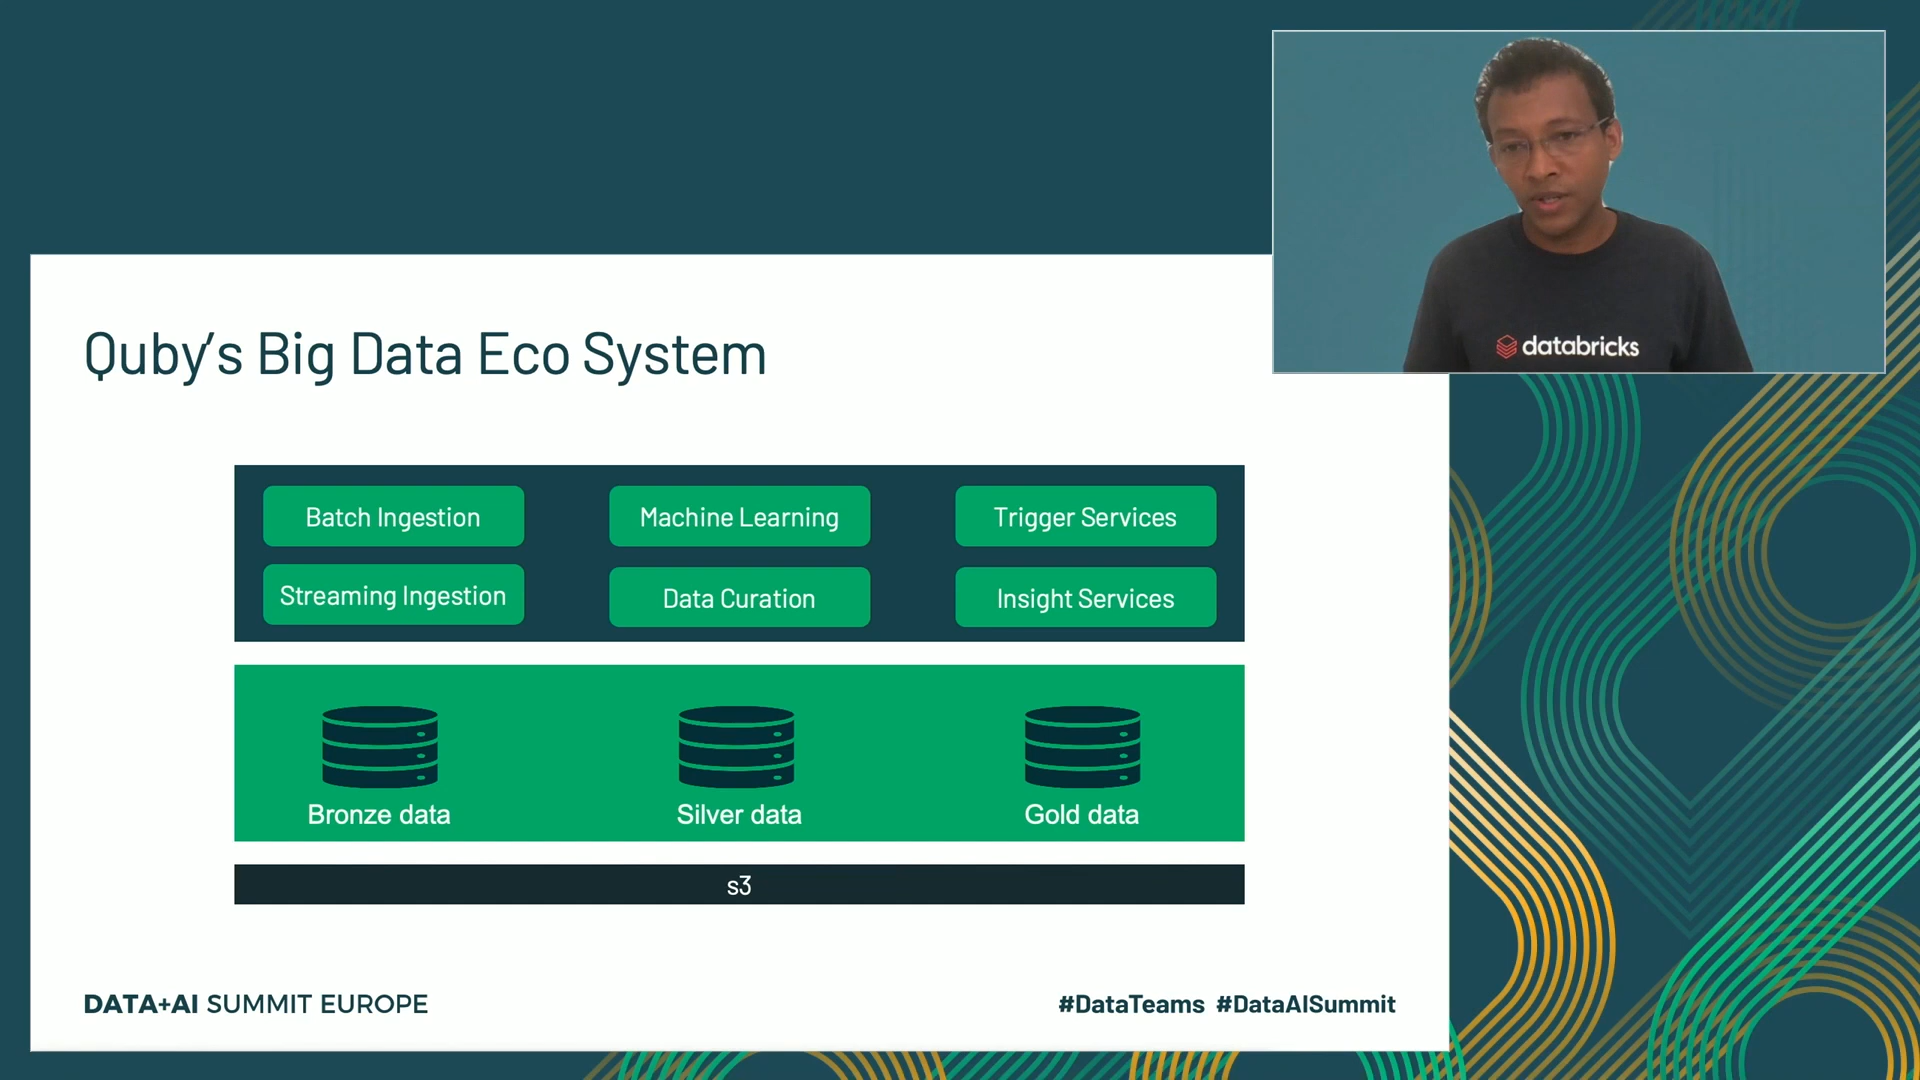 databricks
Quby's Big Data Eco System
Batch Ingestion
Machine Learning
Trigger Services
Streaming Ingestion
Data Curation
Insight Services
Bronze data
Silver data
Gold data
s3
DATA+AI SUMMIT EUROPE
#DataTeams #DataAISummit